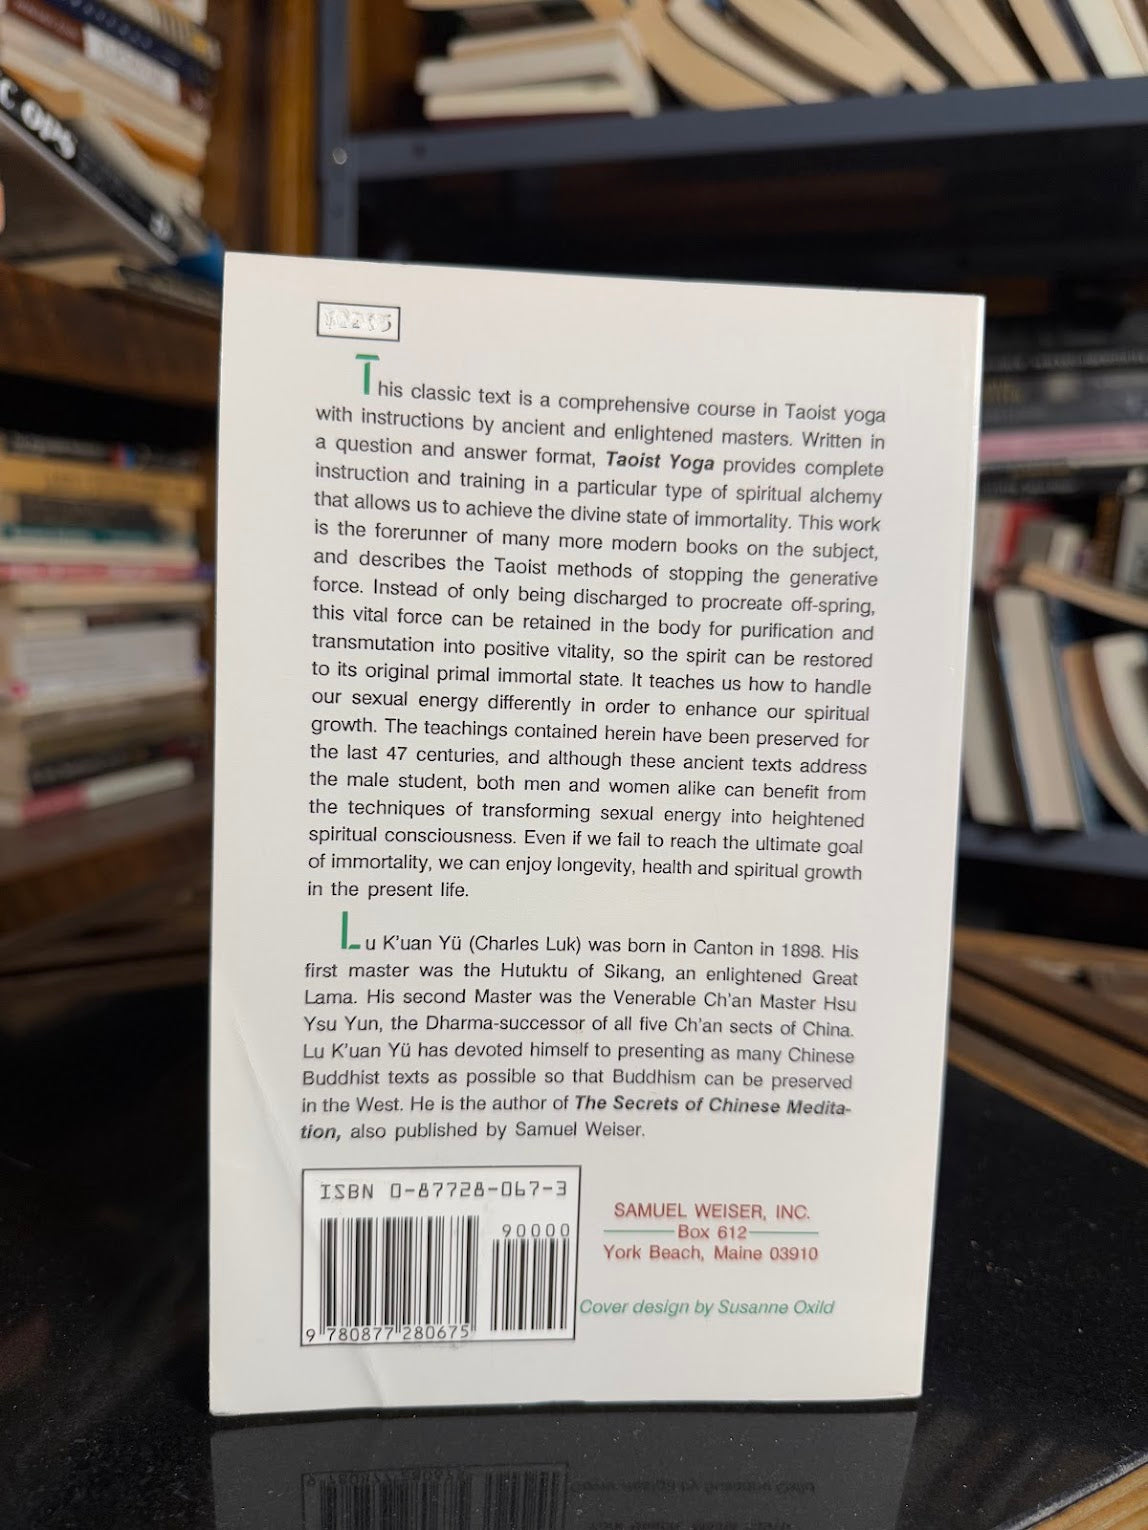 C OPS
This classic text is a comprehensive course in Taoist yoga
with instructions by ancient and enlightened masters. Written in
a question and answer format, Taoist Yoga provides complete
instruction and training in a particular type of spiritual alchemy
that allows us to achieve the divine state of immortality. This work
is the forerunner of many more modern books on the subject,
and describes the Taoist methods of stopping the generative
force. Instead of only being discharged to procreate off-spring,
this vital force can be retained in the body for purification and
transmutation into positive vitality, so the spirit can be restored
to its original primal immortal state. It teaches us how to handle
our sexual energy differently in order to enhance our spiritual
growth. The teachings contained herein have been preserved for
the last 47 centuries, and although these ancient texts address
the male student, both men and women alike can benefit from
the techniques of transforming sexual energy into heightened
spiritual consciousness. Even if we fail to reach the ultimate goal
of immortality, we can enjoy longevity, health and spiritual growth
in the present life.
Lu K'uan Yü (Charles Luk) was born in Canton in 1898. His
first master was the Hutuktu of Sikang, an enlightened Great
Lama. His second Master was the Venerable Ch'an Master Hsu
Ysu Yun, the Dharma-successor of all five Ch'an sects of China.
Lu K'uan Yü has devoted himself to presenting as many Chinese
Buddhist texts as possible so that Buddhism can be preserved
in the West. He is the author of The Secrets of Chinese Medita-
tion, also published by Samuel Weiser.
ISBN 0-87728-067-3
90000
9 780877 280675
SAMUEL WEISER, INC.
Box 612
York Beach, Maine 03910
Cover design by Susanne Oxild